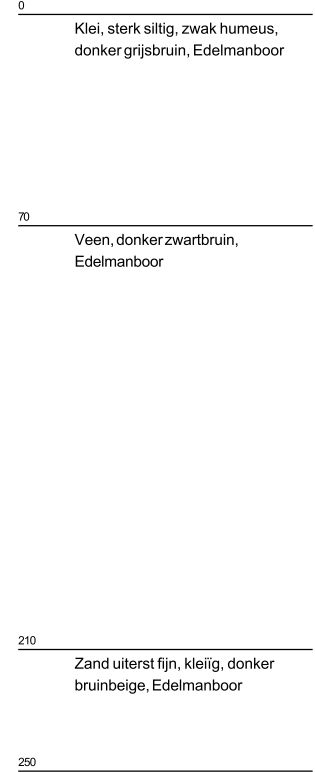 0
Klei, sterk siltig, zwak humeus,
donker grijsbruin, Edelmanboor
70
Veen, donker zwartbruin,
Edelmanboor
210
Zand uiterst fijn, kleiïg, donker
bruinbeige, Edelmanboor
250